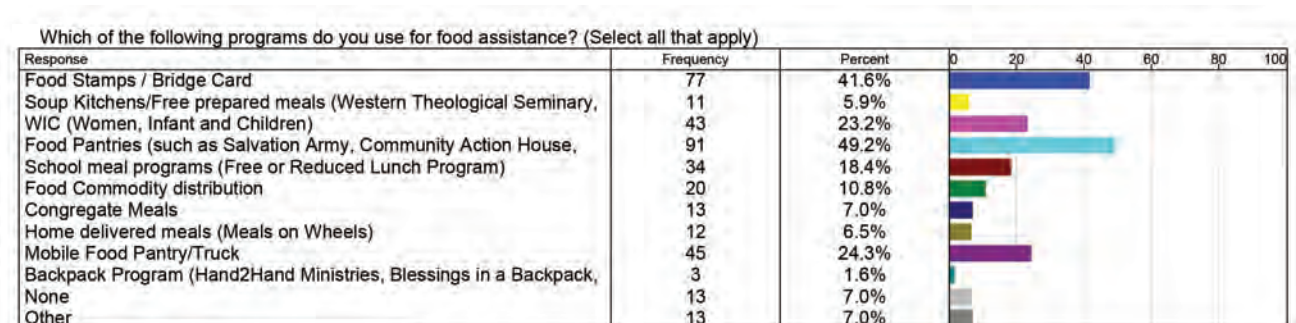 Which of the following programs do you use for food assistance? (Select all that apply)
Response Frequency Percent 0 20 40 60 80 100
Food Stamps / Bridge Card 77 41.6%
Soup Kitchens/Free prepared meals (Western Theological Seminary, 11 5.9%
WIC (Women, Infant and Children) 43 23.2%
Food Pantries (such as Salvation Army, Community Action House, 91 49.2%
School meal programs (Free or Reduced Lunch Program) 34 18.4%
Food Commodity distribution 20 10.8%
Congregate Meals 13 7.0%
Home delivered meals (Meals on Wheels) 12 6.5%
Mobile Food Pantry/Truck 45 24.3%
Backpack Program (Hand2Hand Ministries, Blessings in a Backpack, 3 1.6%
None 13 7.0%
Other 13 7.0%